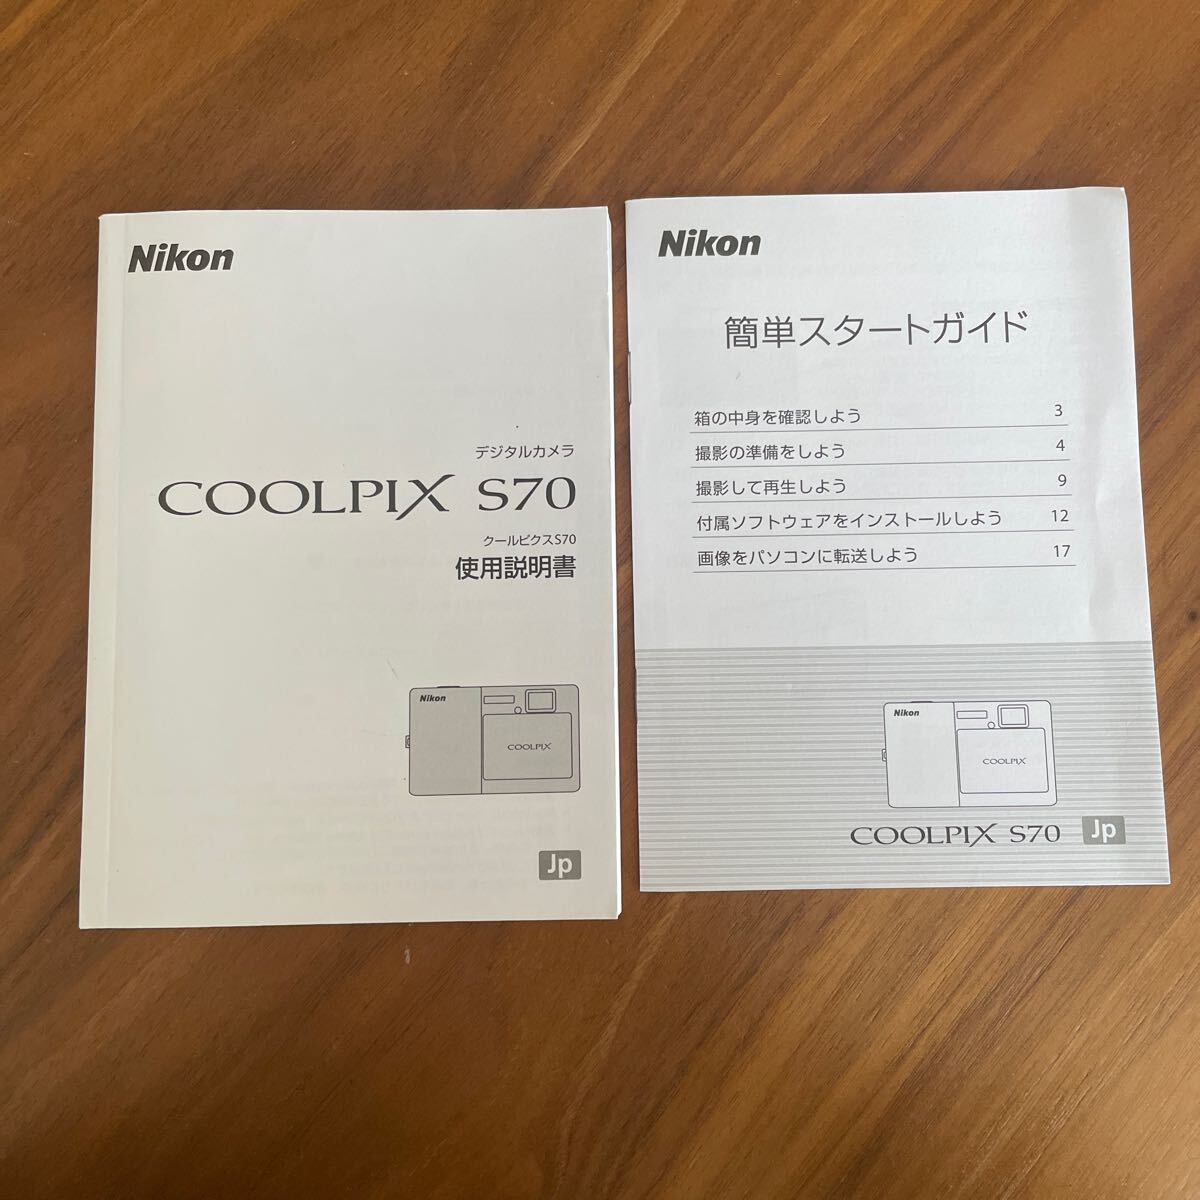 Nikon
デジタルカメラ
COOLPIX S70
クールピクスS70
使用説明書
Nikon
COOLPIX
Jp
Nikon
簡単スタートガイド
箱の中身を確認しよう 3
撮影の準備をしよう 4
撮影して再生しよう 9
付属ソフトウェアをインストールしよう 12
画像をパソコンに転送しよう 17
Nikon
COOLPIX
COOLPIX S70 Jp